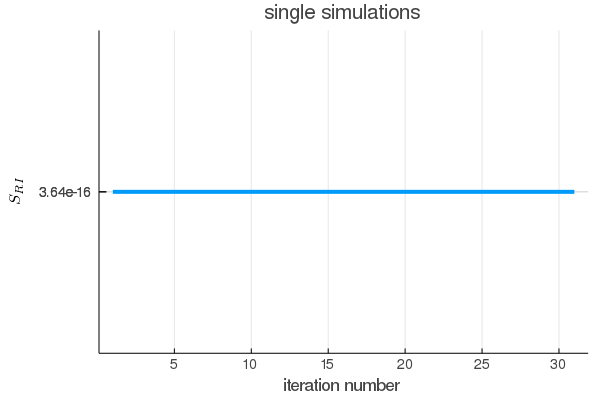 single simulations
S_{RI}
3.64e-16
5 10 15 20 25 30
iteration number